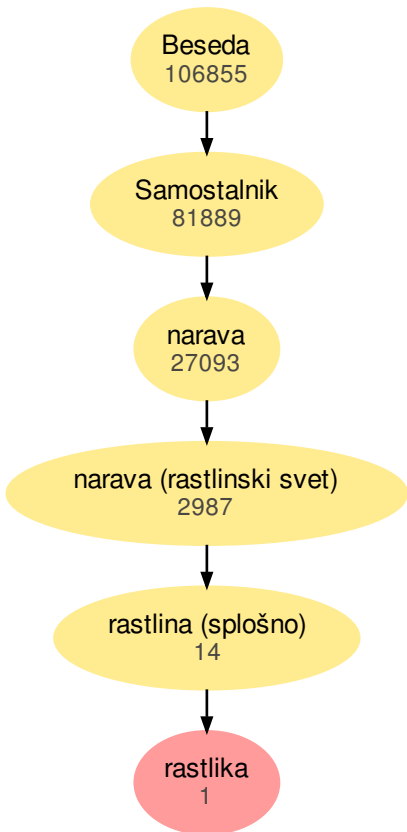 Beseda
106855
Samostalnik
81889
narava
27093
narava (rastlinski svet)
2987
rastlina (splošno)
14
rastlika
1